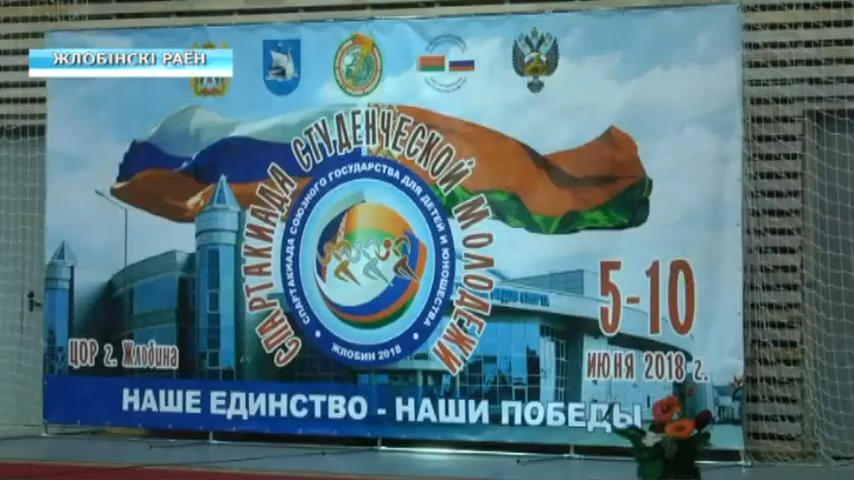 ЖЛОБІНСКІ РАЁН
СПАРТАКИАДА СТУДЕНЧЕСКОЙ МОЛОДЕЖИ
СПАРТАКИАДА СОЮЗНОГО ГОСУДАРСТВА ДЛЯ ДЕТЕЙ И ЮНОШЕСТВА
ЖЛОБИН 2018
5-10
ИЮНЯ 2018 г.
ЦОР г. Жлобина
НАШЕ ЕДИНСТВО - НАШИ ПОБЕДЫ